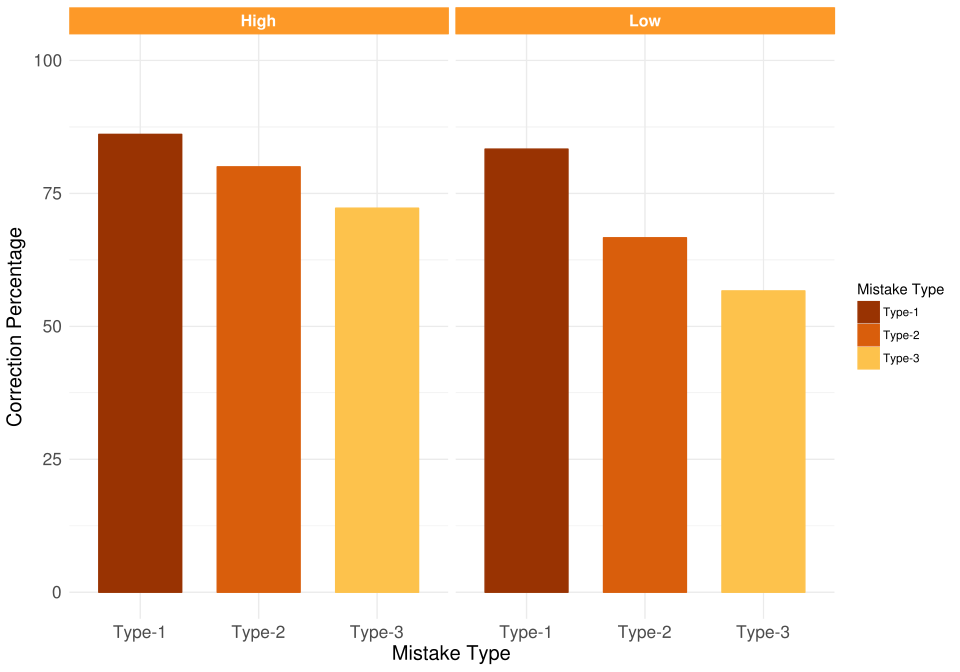 High
Low
Correction Percentage
100
75
50
25
0
Type-1
Type-2
Type-3
Type-1
Type-2
Type-3
Mistake Type
Mistake Type
Type-1
Type-2
Type-3